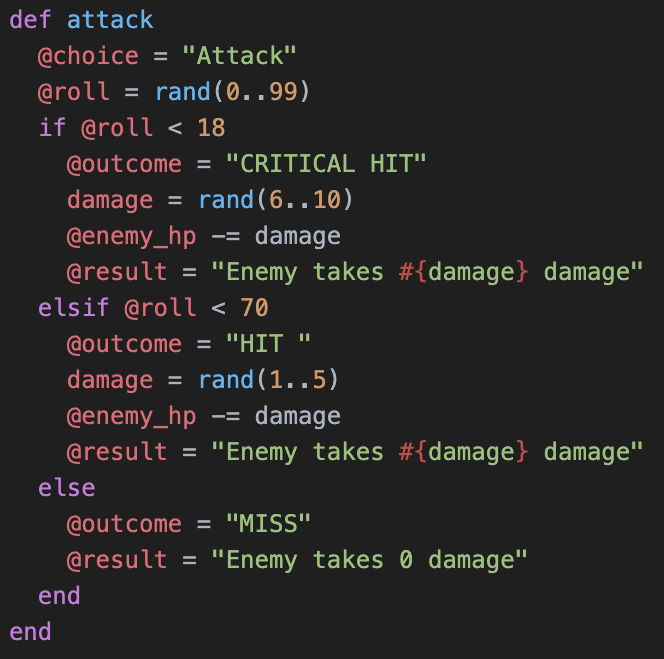 def attack
  @choice = "Attack"
  @roll = rand(0..99)
  if @roll < 18
    @outcome = "CRITICAL HIT"
    damage = rand(6..10)
    @enemy_hp -= damage
    @result = "Enemy takes #{damage} damage"
  elsif @roll < 70
    @outcome = "HIT "
    damage = rand(1..5)
    @enemy_hp -= damage
    @result = "Enemy takes #{damage} damage"
  else
    @outcome = "MISS"
    @result = "Enemy takes 0 damage"
  end
end